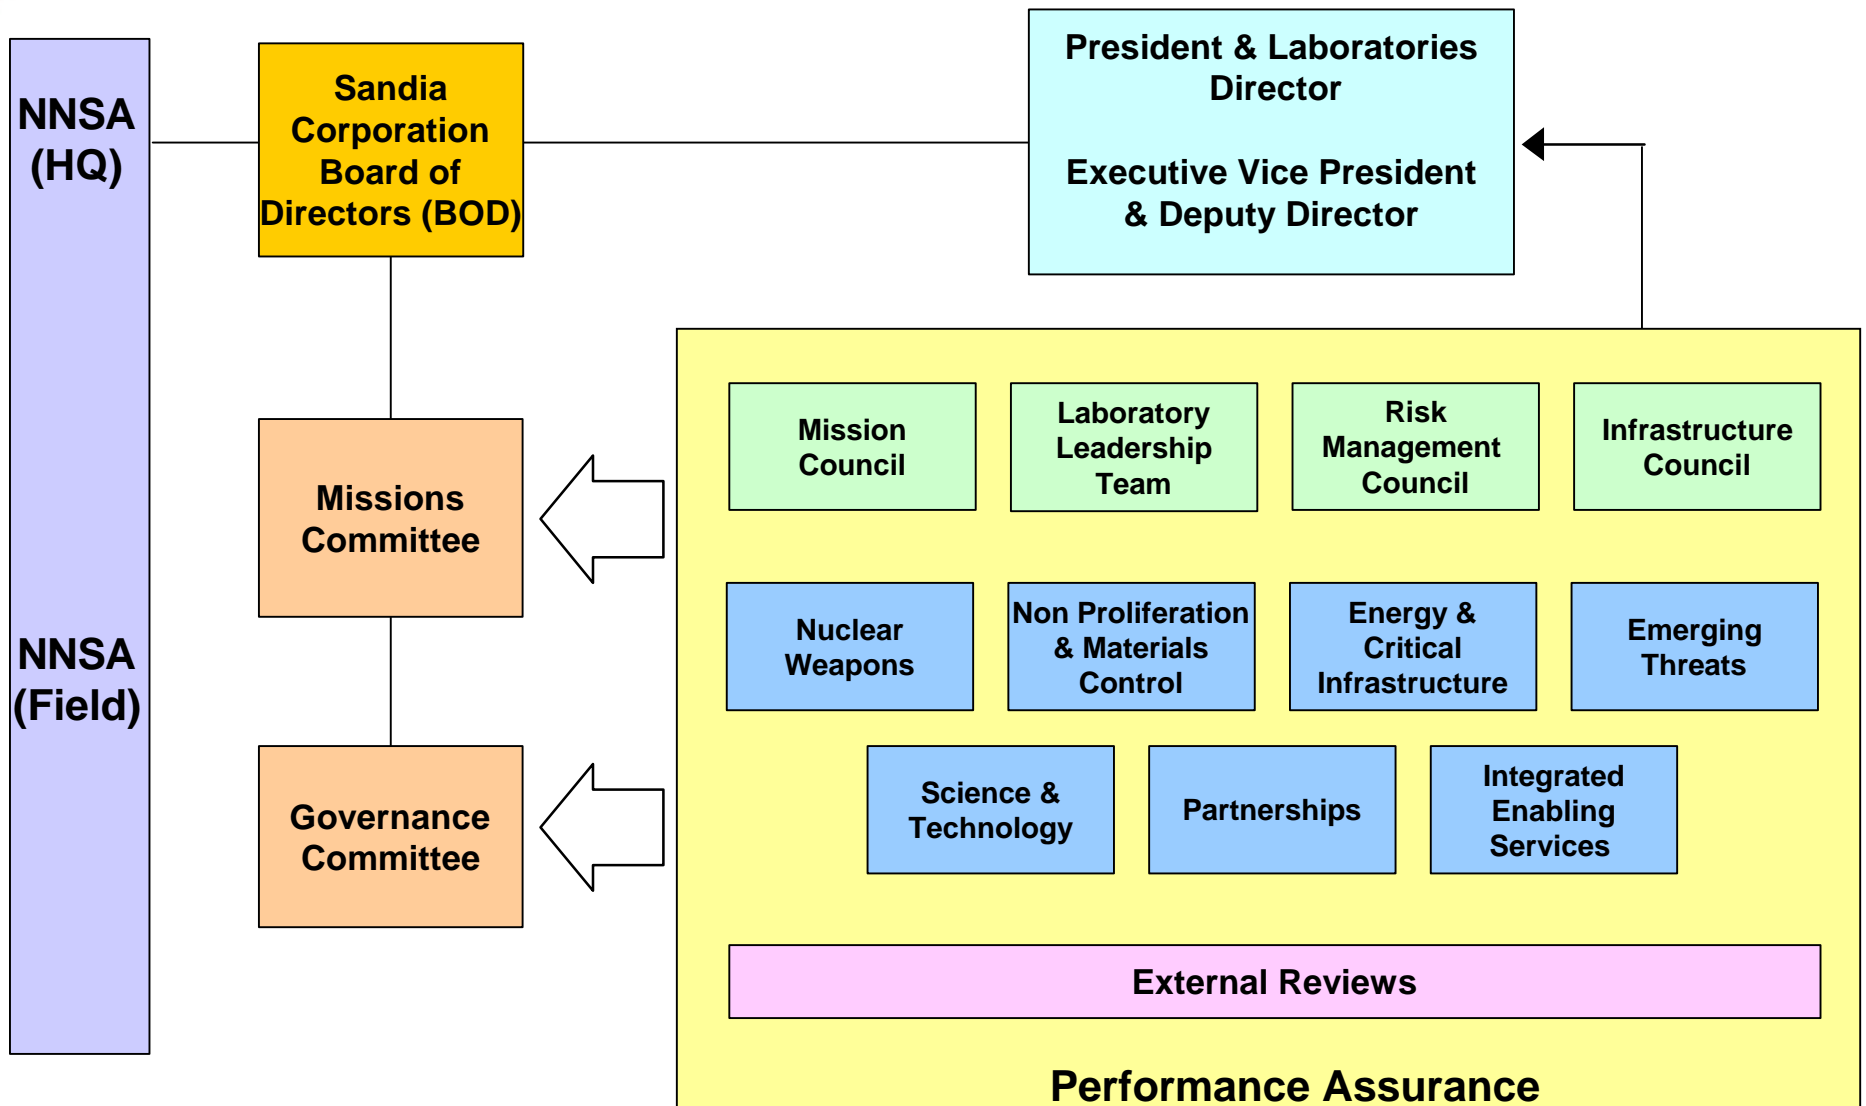 NNSA
(HQ)
NNSA
(Field)
Sandia
Corporation
Board of
Directors (BOD)
President & Laboratories
Director
Executive Vice President
& Deputy Director
Missions
Committee
Governance
Committee
Mission
Council
Laboratory
Leadership
Team
Risk
Management
Council
Infrastructure
Council
Nuclear
Weapons
Non Proliferation
& Materials
Control
Energy &
Critical
Infrastructure
Emerging
Threats
Science &
Technology
Partnerships
Integrated
Enabling
Services
External Reviews
Performance Assurance